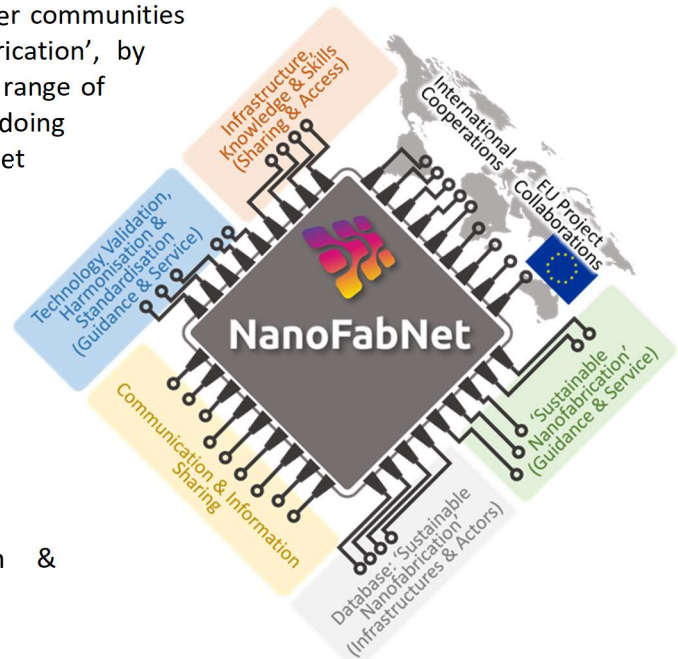 er communities
rication’, by
range of
doing
et
n &
Infrastructure,
Knowledge & Skills
(Sharing & Access)
International
Cooperations
EU Project
Collaborations
Technology Validation,
Harmonisation &
Standardisation
(Guidance & Service)
NanoFabNet
‘Sustainable
Nanofabrication’
(Guidance & Service)
Communication & Information
Sharing
Database: ‘Sustainable
Nanofabrication’
(Infrastructures & Actors)